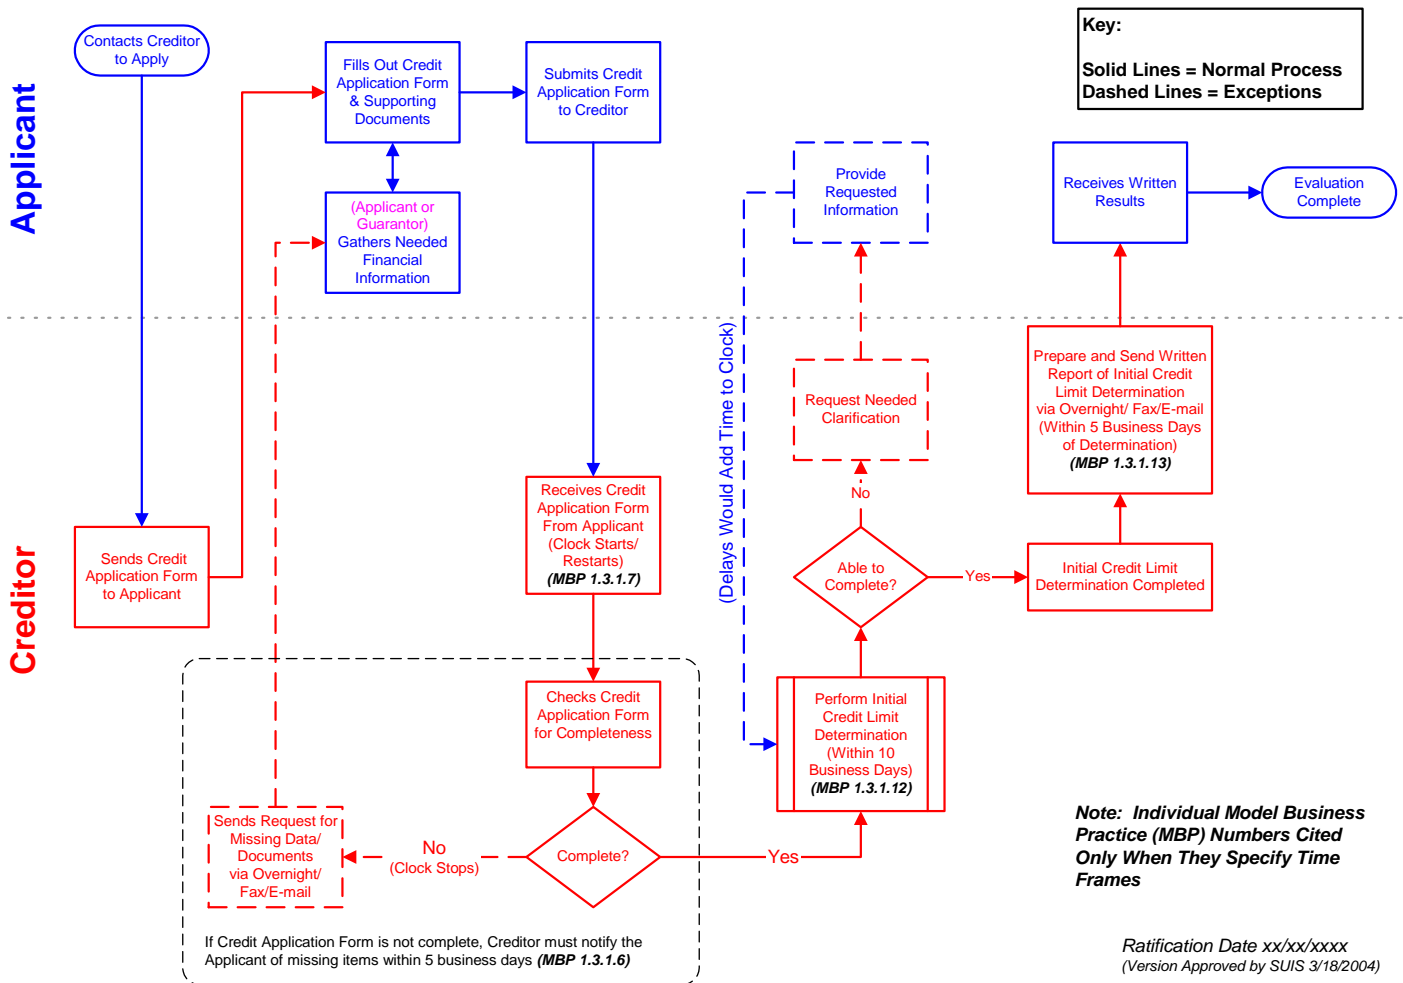 Applicant
Contacts Creditor
to Apply
Fills Out Credit
Application Form
& Supporting
Documents
Submits Credit
Application Form
to Creditor
Key:
Solid Lines = Normal Process
Dashed Lines = Exceptions
(Applicant or
Guarantor)
Gathers Needed
Financial
Information
Provide
Requested
Information
Receives Written
Results
Evaluation
Complete
Creditor
Sends Credit
Application Form
to Applicant
Receives Credit
Application Form
From Applicant
(Clock Starts/
Restarts)
(MBP 1.3.1.7)
Checks Credit
Application Form
for Completeness
Complete?
No
(Clock Stops)
Sends Request for
Missing Data/
Documents
via Overnight/
Fax/E-mail
If Credit Application Form is not complete, Creditor must notify the
Applicant of missing items within 5 business days (MBP 1.3.1.6)
Yes
(Delays Would Add Time to Clock)
Perform Initial
Credit Limit
Determination
(Within 10
Business Days)
(MBP 1.3.1.12)
Able to
Complete?
No
Request Needed
Clarification
Yes
Initial Credit Limit
Determination Completed
Prepare and Send Written
Report of Initial Credit
Limit Determination
via Overnight/ Fax/E-mail
(Within 5 Business Days
of Determination)
(MBP 1.3.1.13)
Note: Individual Model Business
Practice (MBP) Numbers Cited
Only When They Specify Time
Frames
Ratification Date xx/xx/xxxx
(Version Approved by SUIS 3/18/2004)